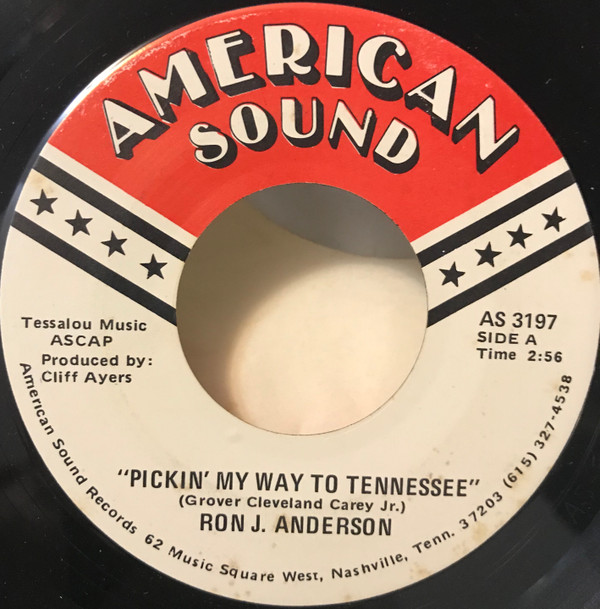 AMERICAN
SOUND
Tessalou Music
ASCAP
Produced by:
Cliff Ayers
AS 3197
SIDE A
Time 2:56
"PICKIN' MY WAY TO TENNESSEE"
(Grover Cleveland Carey Jr.)
RON J. ANDERSON
American Sound Records 62 Music Square West, Nashville, Tenn. 37203 (615) 327-4538